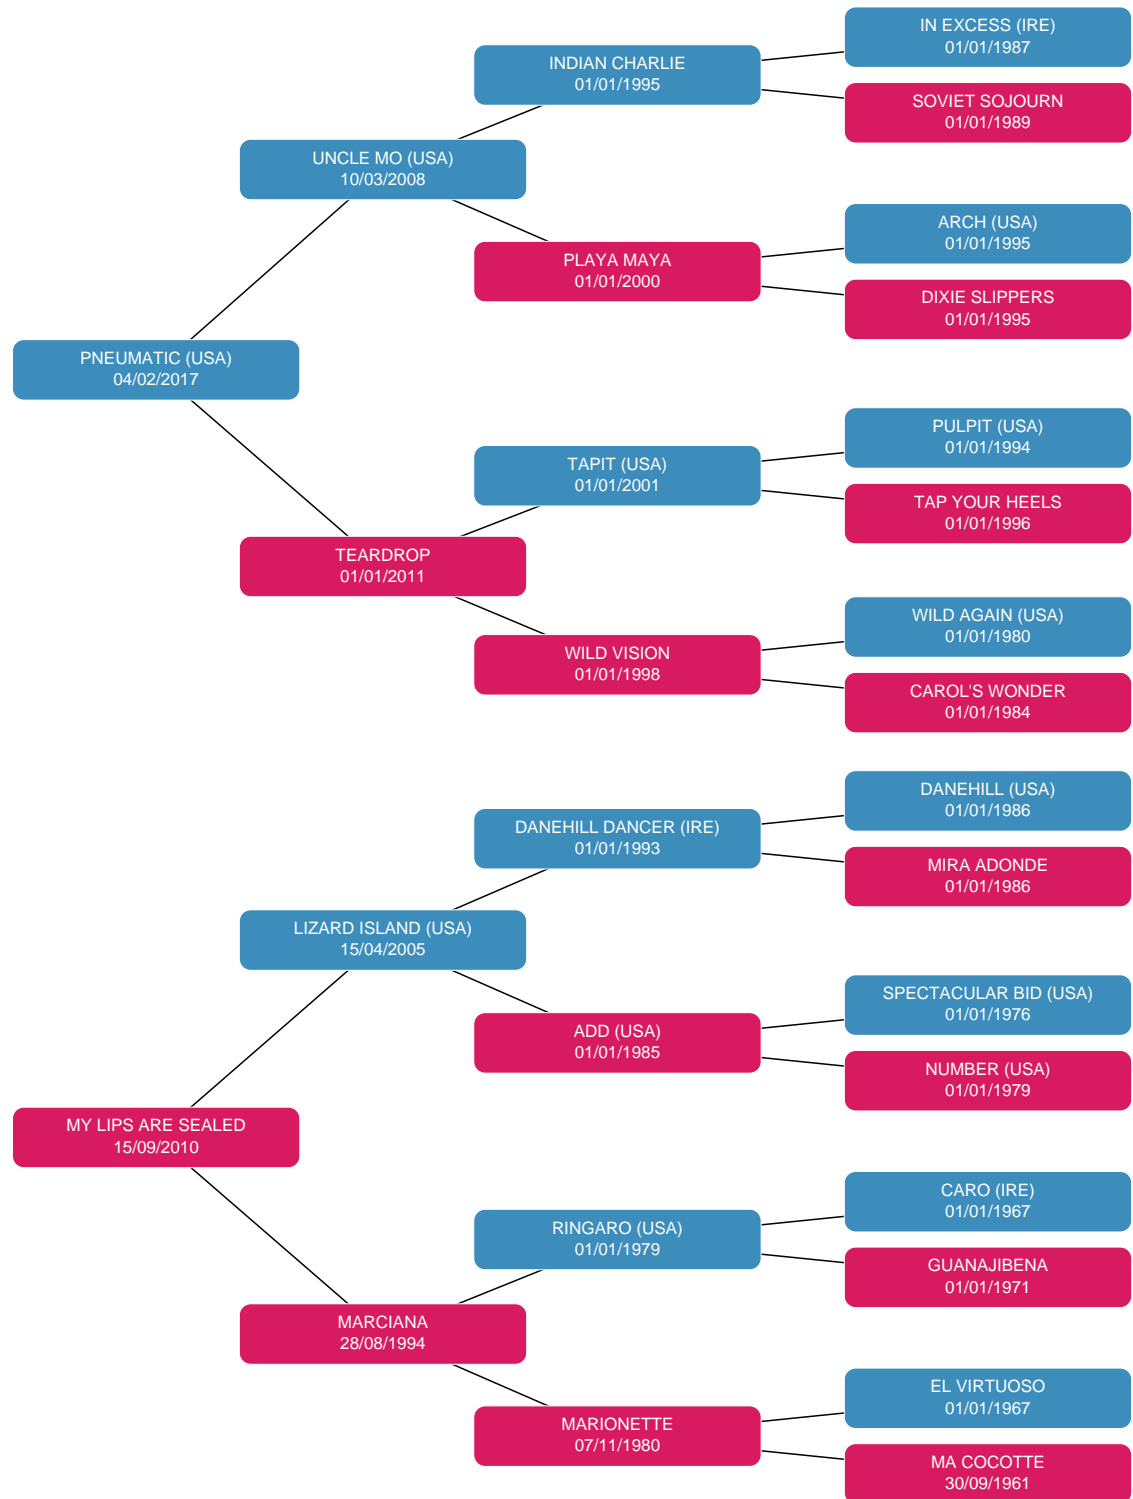 IN EXCESS (IRE)
01/01/1987
INDIAN CHARLIE
01/01/1995
SOVIET SOJOURN
01/01/1989
UNCLE MO (USA)
10/03/2008
ARCH (USA)
01/01/1995
PLAYA MAYA
01/01/2000
DIXIE SLIPPERS
01/01/1995
PNEUMATIC (USA)
04/02/2017
PULPIT (USA)
01/01/1994
TAPIT (USA)
01/01/2001
TAP YOUR HEELS
01/01/1996
TEARDROP
01/01/2011
WILD AGAIN (USA)
01/01/1980
WILD VISION
01/01/1998
CAROL'S WONDER
01/01/1984
DANEHILL (USA)
01/01/1986
DANEHILL DANCER (IRE)
01/01/1993
MIRA ADONDE
01/01/1986
LIZARD ISLAND (USA)
15/04/2005
SPECTACULAR BID (USA)
01/01/1976
ADD (USA)
01/01/1985
NUMBER (USA)
01/01/1979
MY LIPS ARE SEALED
15/09/2010
CARO (IRE)
01/01/1967
RINGARO (USA)
01/01/1979
GUANAJIBENA
01/01/1971
MARCIANA
28/08/1994
EL VIRTUOSO
01/01/1967
MARIONETTE
07/11/1980
MA COCOTTE
30/09/1961